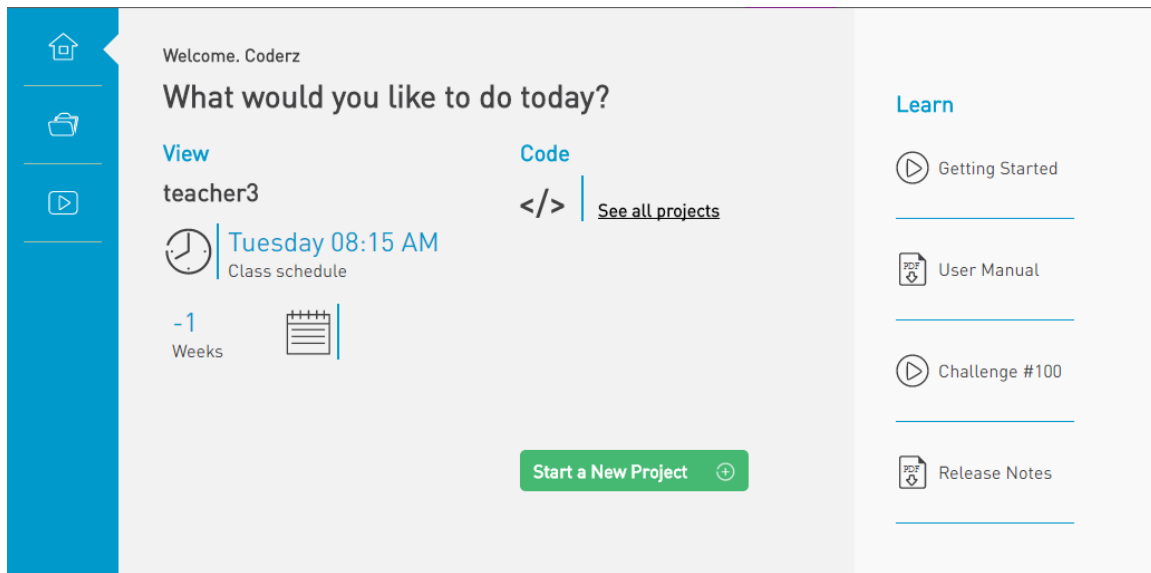 Welcome. Coderz
What would you like to do today?
View
teacher3
Tuesday 08:15 AM
Class schedule
-1
Weeks
Code
</>
See all projects
Start a New Project
Learn
Getting Started
PDF
User Manual
Challenge #100
PDF
Release Notes